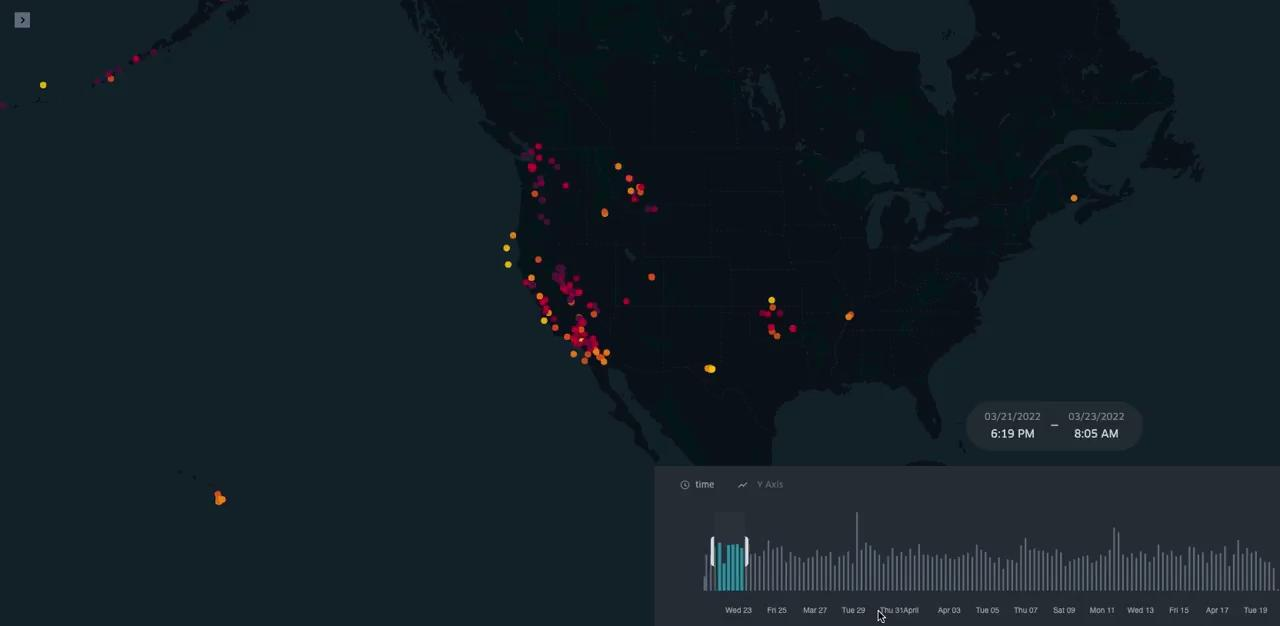 03/21/2022 – 03/23/2022
6:19 PM 8:05 AM
time Y Axis
Wed 23 Fri 25 Mar 27 Tue 29 Thu 31 April Apr 03 Tue 05 Thu 07 Sat 09 Mon 11 Wed 13 Fri 15 Apr 17 Tue 19